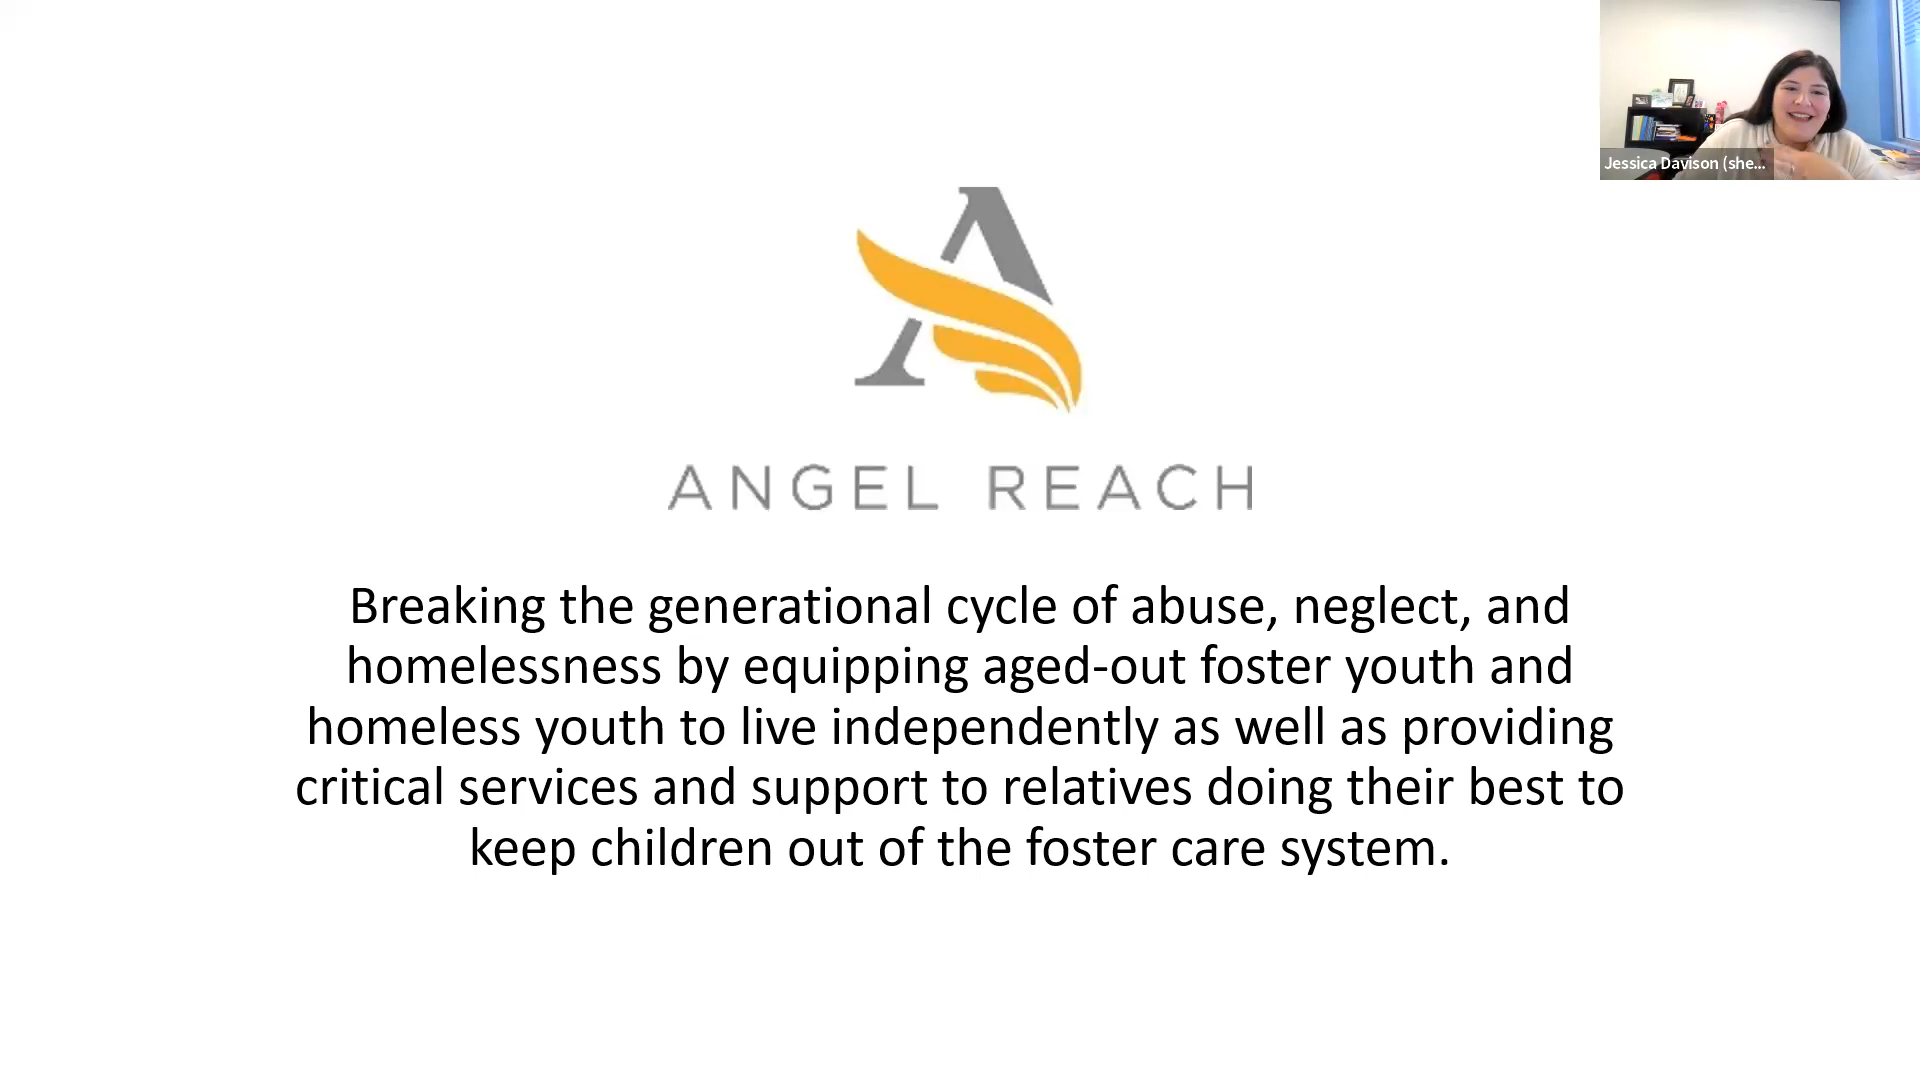 Jessica Davison (she...
ANGEL REACH
Breaking the generational cycle of abuse, neglect, and
homelessness by equipping aged-out foster youth and
homeless youth to live independently as well as providing
critical services and support to relatives doing their best to
keep children out of the foster care system.